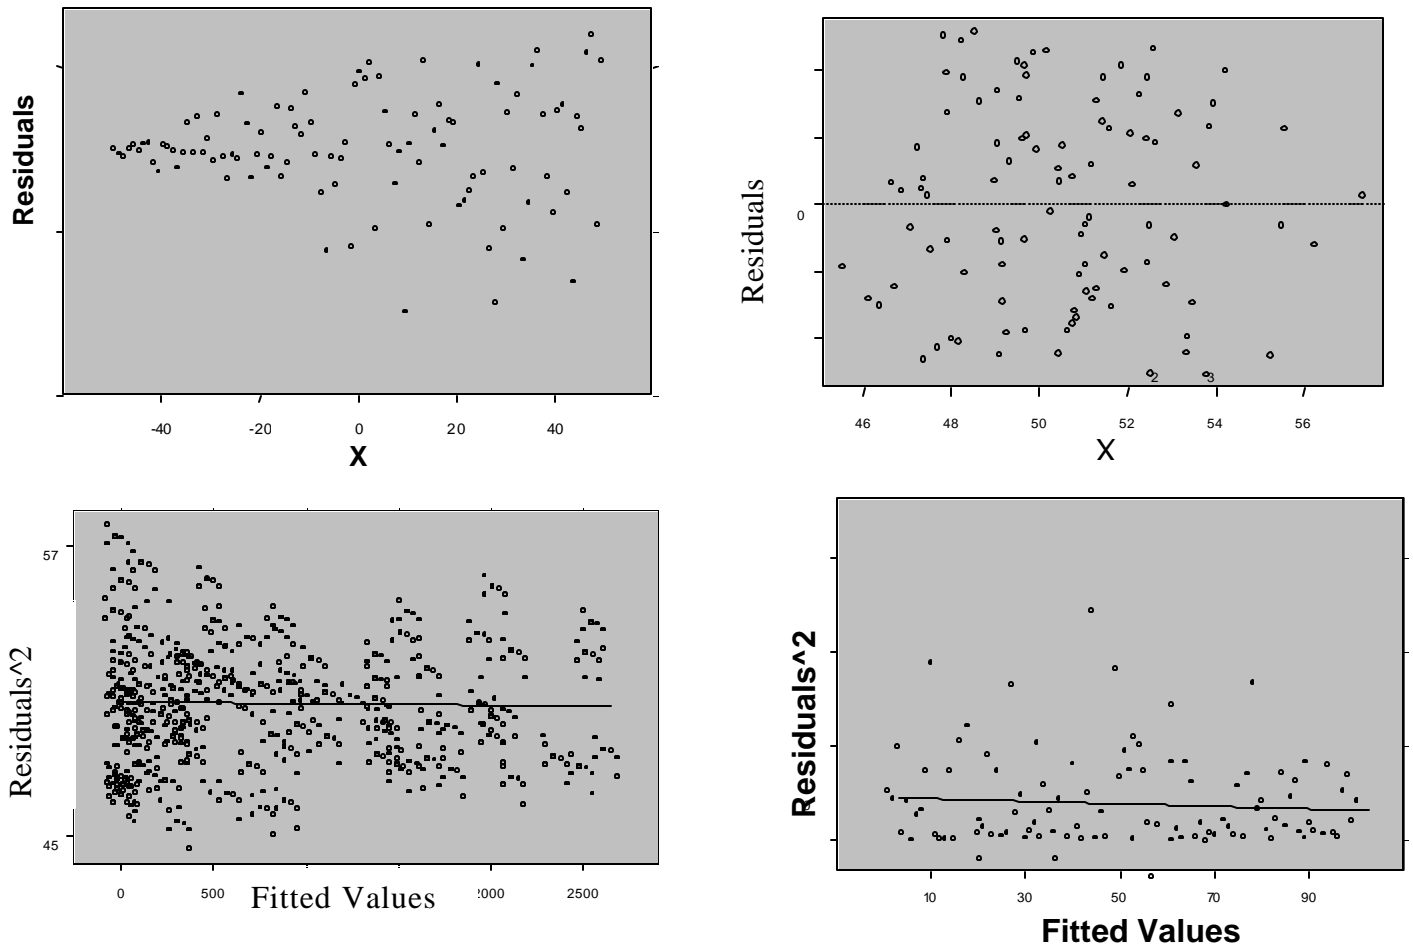 Residuals
-40 -20 0 20 40
X
Residuals
0
2 3
46 48 50 52 54 56
X
Residuals^2
57
45
0 500 2000 2500
Fitted Values
Residuals^2
10 30 50 70 90
Fitted Values